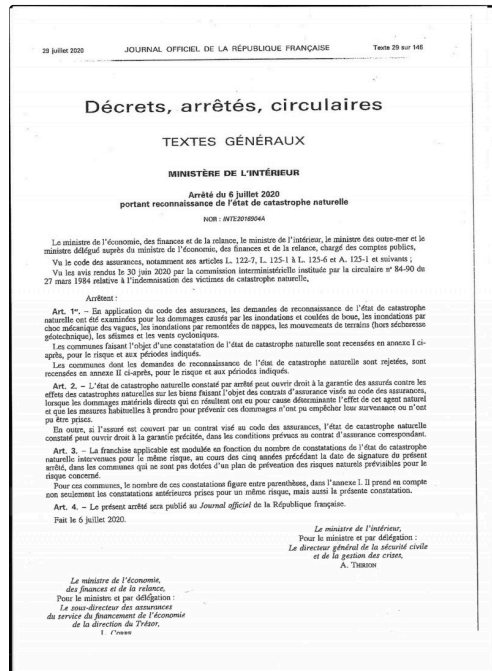 29 juillet 2020
JOURNAL OFFICIEL DE LA RÉPUBLIQUE FRANÇAISE
Texte 29 sur 146
Décrets, arrêtés, circulaires
TEXTES GÉNÉRAUX
MINISTÈRE DE L'INTÉRIEUR
Arrêté du 6 juillet 2020
portant reconnaissance de l'état de catastrophe naturelle
NOR : INTE2016904A
Le ministre de l'économie, des finances et de la relance, le ministre de l'intérieur, le ministre des outre-mer et le
ministre délégué auprès du ministre de l'économie, des finances et de la relance, chargé des comptes publics,
Vu le code des assurances, notamment ses articles L. 122-7, L. 125-1 à L. 125-6 et A. 125-1 et suivants ;
Vu les avis rendus le 30 juin 2020 par la commission interministérielle instituée par la circulaire n° 84-90 du
27 mars 1984 relative à l'indemnisation des victimes de catastrophe naturelle,
Arrêtent :
Art. 1er. – En application du code des assurances, les demandes de reconnaissance de l'état de catastrophe
naturelle ont été examinées pour les dommages causés par les inondations et coulées de boue, les inondations par
choc mécanique des vagues, les inondations par remontées de nappes, les mouvements de terrains (hors sécheresse
géotechnique), les séismes et les vents cycloniques.
Les communes faisant l'objet d'une constatation de l'état de catastrophe naturelle sont recensées en annexe I ci-
après, pour le risque et aux périodes indiqués.
Les communes dont les demandes de reconnaissance de l'état de catastrophe naturelle sont rejetées, sont
recensées en annexe II ci-après, pour le risque et aux périodes indiqués.
Art. 2. – L'état de catastrophe naturelle constaté par arrêté peut ouvrir droit à la garantie des assurés contre les
effets des catastrophes naturelles sur les biens faisant l'objet des contrats d'assurance visés au code des assurances,
lorsque les dommages matériels directs qui en résultent ont eu pour cause déterminante l'effet de cet agent naturel
et que les mesures habituelles à prendre pour prévenir ces dommages n'ont pu empêcher leur survenance ou n'ont
pu être prises.
En outre, si l'assuré est couvert par un contrat visé au code des assurances, l'état de catastrophe naturelle
constaté peut ouvrir droit à la garantie précitée, dans les conditions prévues au contrat d'assurance correspondant.
Art. 3. – La franchise applicable est modulée en fonction du nombre de constatations de l'état de catastrophe
naturelle intervenues pour le même risque, au cours des cinq années précédant la date de signature du présent
arrêté, dans les communes qui ne sont pas dotées d'un plan de prévention des risques naturels prévisibles pour le
risque concerné.
Pour ces communes, le nombre de ces constatations figure entre parenthèses, dans l'annexe I. Il prend en compte
non seulement les constatations antérieures prises pour un même risque, mais aussi la présente constatation.
Art. 4. – Le présent arrêté sera publié au Journal officiel de la République française.
Fait le 6 juillet 2020.
Le ministre de l'intérieur,
Pour le ministre et par délégation :
Le directeur général de la sécurité civile
et de la gestion des crises,
A. THIRION
Le ministre de l'économie,
des finances et de la relance,
Pour le ministre et par délégation :
Le sous-directeur des assurances
du service du financement de l'économie
de la direction du Trésor,